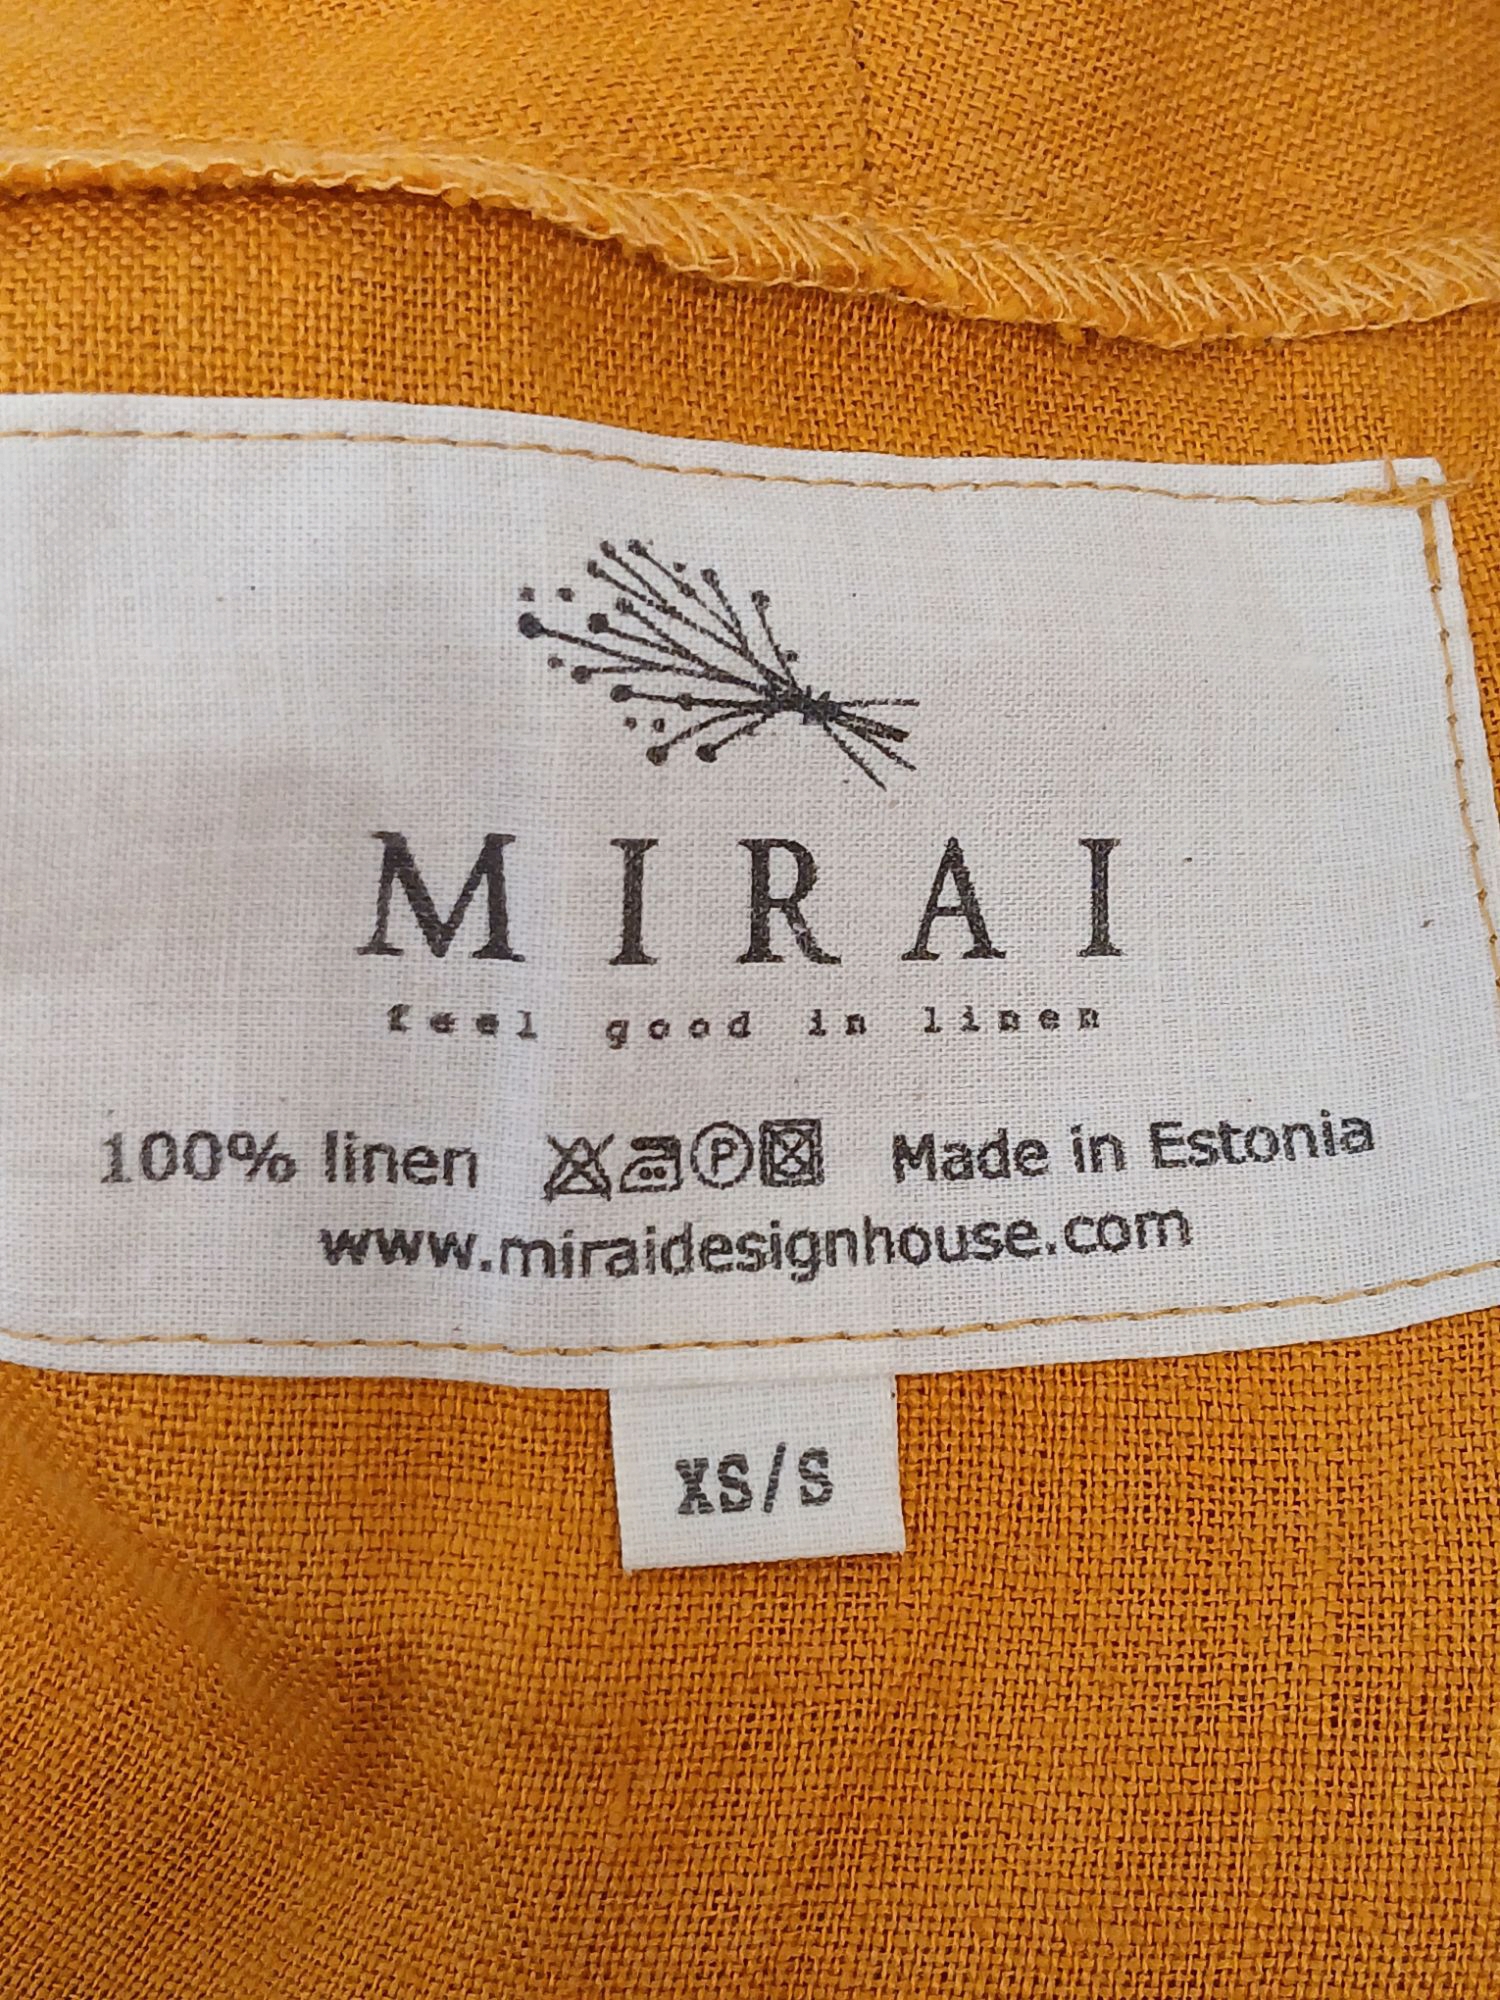 MIRAI
feel good in linen
100% linen P Made in Estonia
www.miraidesignhouse.com
XS/S